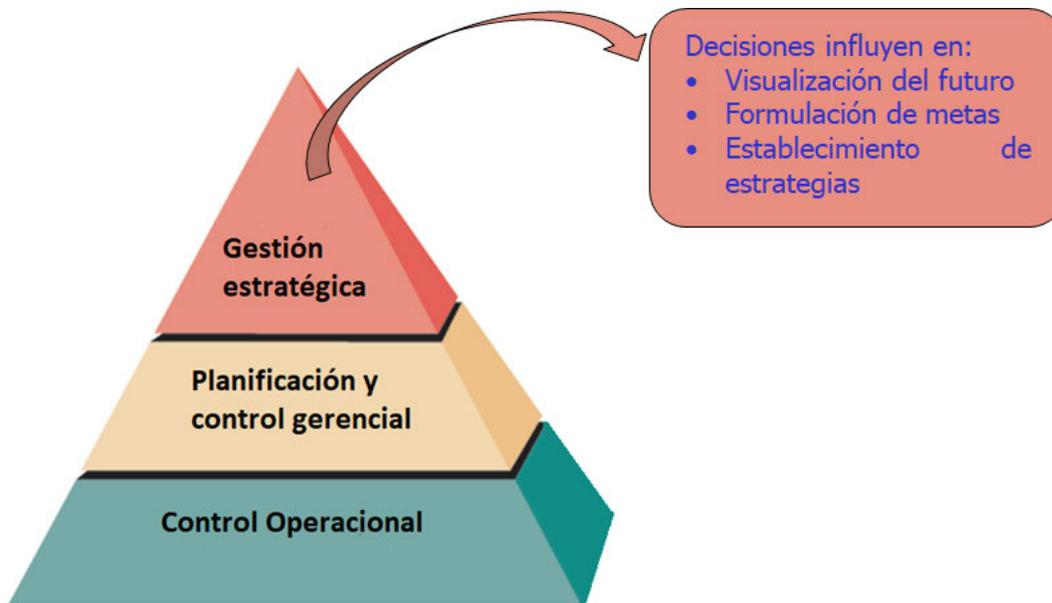 Decisiones influyen en:
• Visualización del futuro
• Formulación de metas
• Establecimiento de
estrategias
Gestión
estratégica
Planificación y
control gerencial
Control Operacional